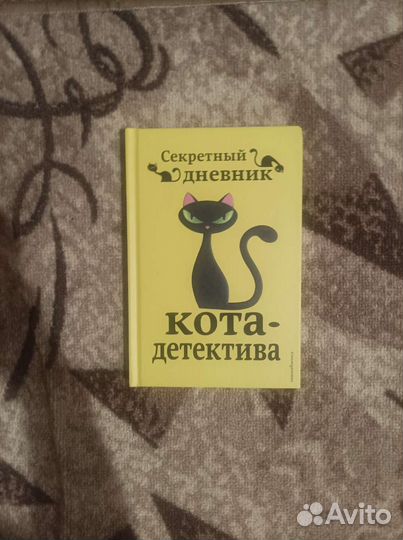 Секретный
дневник
кота-
детектива
Avito